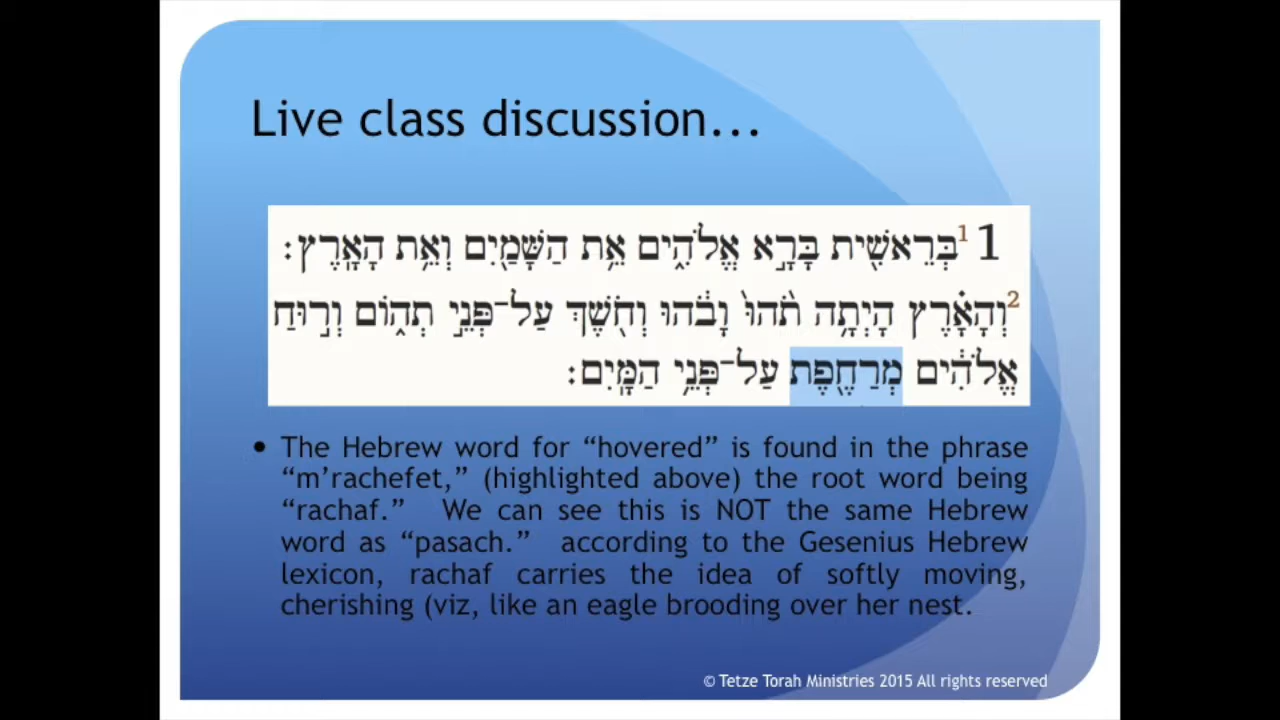 Live class discussion...
1 1בְּרֵאשִׁ֖ית בָּרָ֣א אֱלֹהִ֑ים אֵ֥ת הַשָּׁמַ֖יִם וְאֵ֥ת הָאָֽרֶץ׃
2וְהָאָ֗רֶץ הָיְתָ֥ה תֹ֙הוּ֙ וָבֹ֔הוּ וְחֹ֖שֶׁךְ עַל־פְּנֵ֣י תְה֑וֹם וְר֣וּחַ
אֱלֹהִ֔ים מְרַחֶ֖פֶת עַל־פְּנֵ֥י הַמָּֽיִם׃
• The Hebrew word for “hovered” is found in the phrase
“m’rachefet,” (highlighted above) the root word being
“rachaf.” We can see this is NOT the same Hebrew
word as “pasach.” according to the Gesenius Hebrew
lexicon, rachaf carries the idea of softly moving,
cherishing (viz, like an eagle brooding over her nest.
© Tetze Torah Ministries 2015 All rights reserved